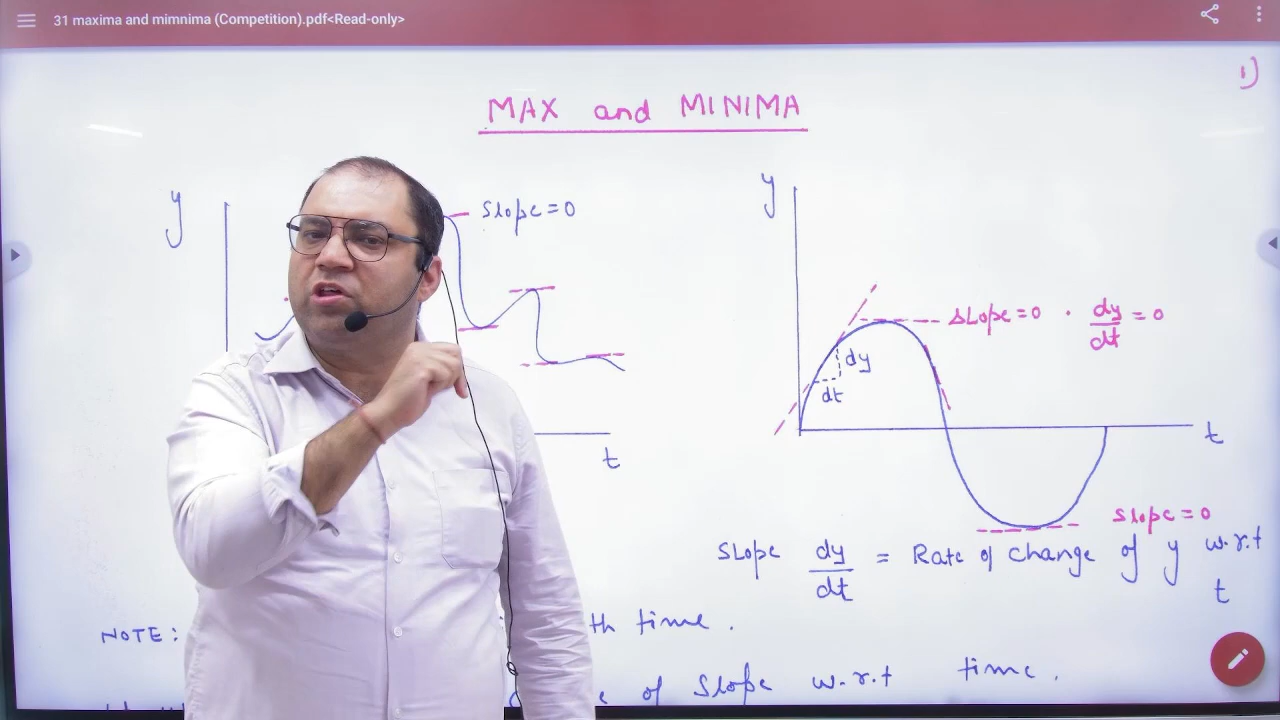 31 maxima and mimnima (Competition).pdf<Read-only>
1)
MAX and MINIMA
y
Slope = 0
t
y
SLope = 0 . dy/dt = 0
dy
dt
t
Slope = 0
SLope dy/dt = Rate of change of y w.r.t
t
NOTE: th time.
of Slope w.r.t time.